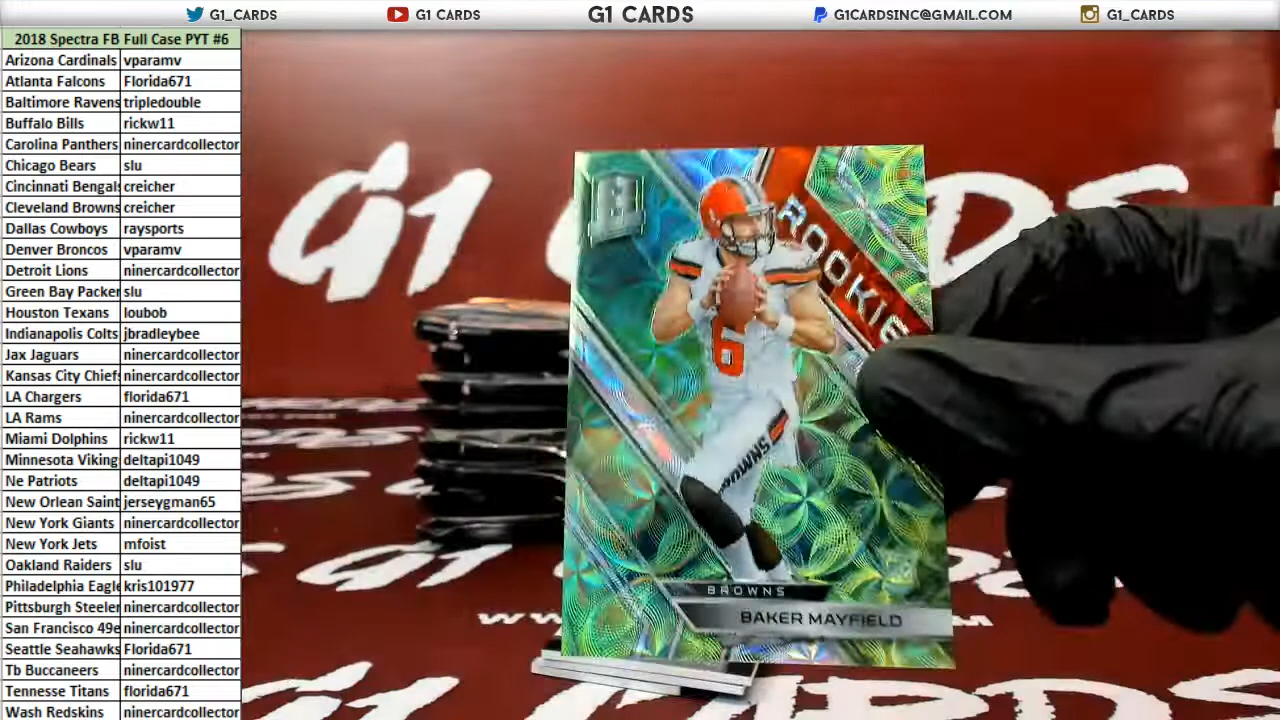 G1_CARDS
G1 CARDS
G1 CARDS
G1CARDSINC@GMAIL.COM
G1_CARDS
2018 Spectra FB Full Case PYT #6
Arizona Cardinals vparamv
Atlanta Falcons Florida671
Baltimore Ravens tripledouble
Buffalo Bills rickw11
Carolina Panthers ninercardcollector
Chicago Bears slu
Cincinnati Bengals creicher
Cleveland Browns creicher
Dallas Cowboys raysports
Denver Broncos vparamv
Detroit Lions ninercardcollector
Green Bay Packer slu
Houston Texans loubob
Indianapolis Colts jbradleybee
Jax Jaguars ninercardcollector
Kansas City Chiefs ninercardcollector
LA Chargers florida671
LA Rams ninercardcollector
Miami Dolphins rickw11
Minnesota Viking deltapi1049
Ne Patriots deltapi1049
New Orlean Saint jerseygman65
New York Giants ninercardcollector
New York Jets mfoist
Oakland Raiders slu
Philadelphia Eagle kris101977
Pittsburgh Steeler ninercardcollector
San Francisco 49e ninercardcollector
Seattle Seahawks Florida671
Tb Buccaneers ninercardcollector
Tennesse Titans florida671
Wash Redskins ninercardcollector
ROOKIE
6
BROWNS
BAKER MAYFIELD